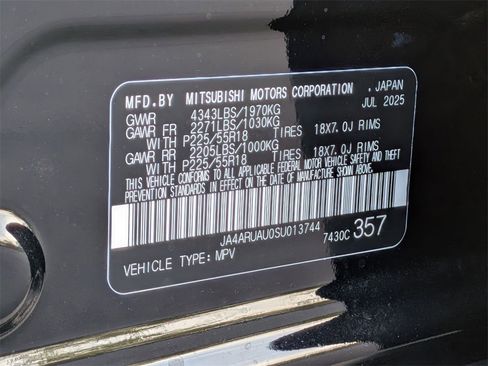 MFD.BY MITSUBISHI MOTORS CORPORATION, JAPAN
GVWR 4343LBS/1970KG JUL 2025
GAWR FR 2271LBS/1030KG
WITH P225/55R18 TIRES 18X7.0J RIMS
GAWR RR 2205LBS/1000KG
WITH P225/55R18 TIRES 18X7.0J RIMS
THIS VEHICLE CONFORMS TO ALL APPLICABLE FEDERAL MOTOR VEHICLE SAFETY, BUMPER, AND THEFT
PREVENTION STANDARDS IN EFFECT ON THE DATE OF MANUFACTURE SHOWN ABOVE.
JA4ARUAU0SU013744
7430C 357
VEHICLE TYPE: MPV